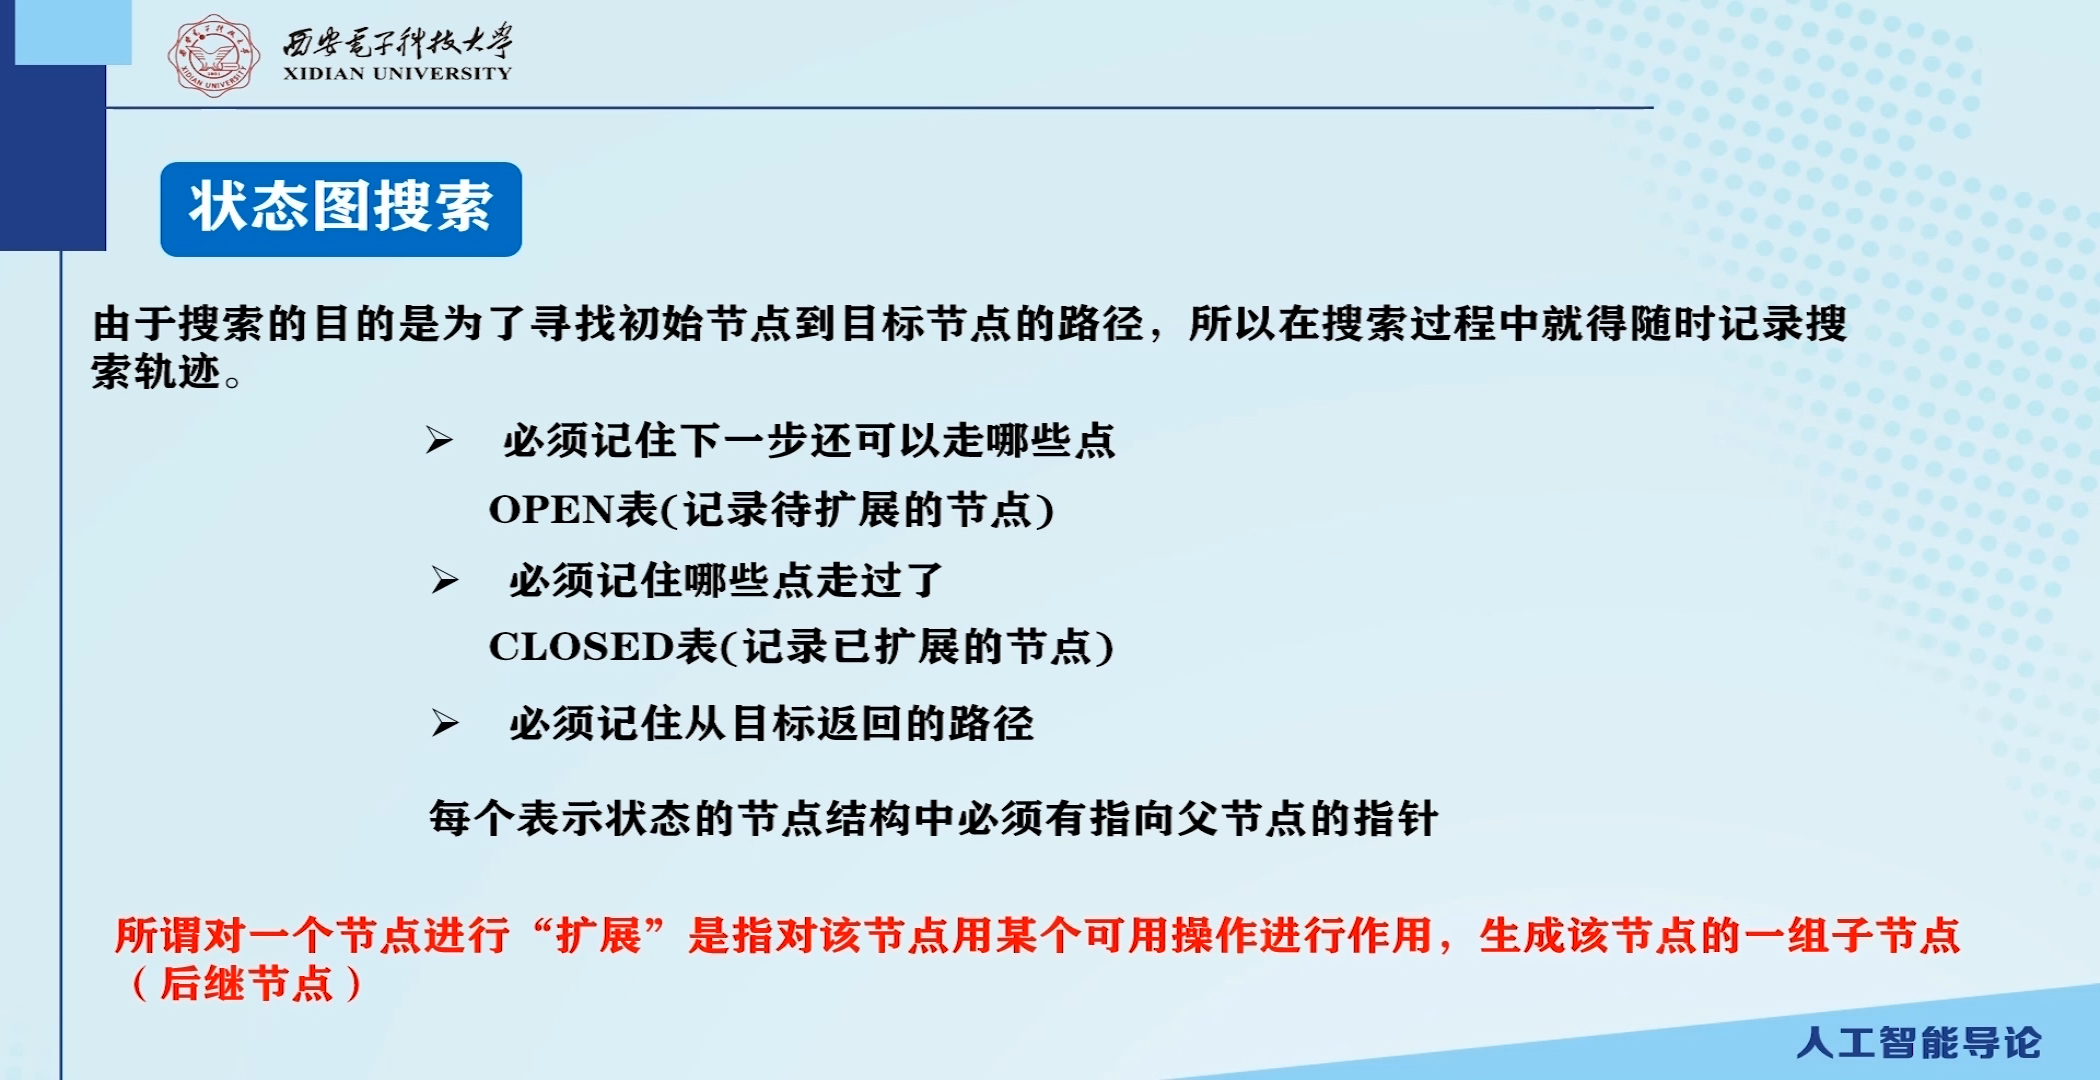 西安電子科技大学
XIDIAN UNIVERSITY
状态图搜索
由于搜索的目的是为了寻找初始节点到目标节点的路径，所以在搜索过程中就得随时记录搜
索轨迹。
➢ 必须记住下一步还可以走哪些点
OPEN表(记录待扩展的节点)
➢ 必须记住哪些点走过了
CLOSED表(记录已扩展的节点)
➢ 必须记住从目标返回的路径
每个表示状态的节点结构中必须有指向父节点的指针
所谓对一个节点进行“扩展”是指对该节点用某个可用操作进行作用，生成该节点的一组子节点
（后继节点）
人工智能导论